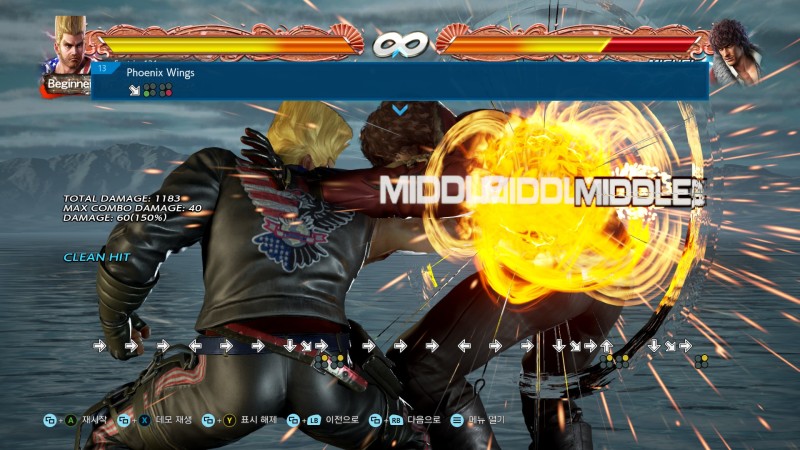 Beginner
13
Phoenix Wings
TOTAL DAMAGE: 1183
MAX COMBO DAMAGE: 40
DAMAGE: 60(150%)
CLEAN HIT
MIDDLE MIDDLE MIDDLE
+ A 재시작 + X 데모 재생 + Y 표시 해제 + LB 이전으로 + RB 다음으로 메뉴 열기